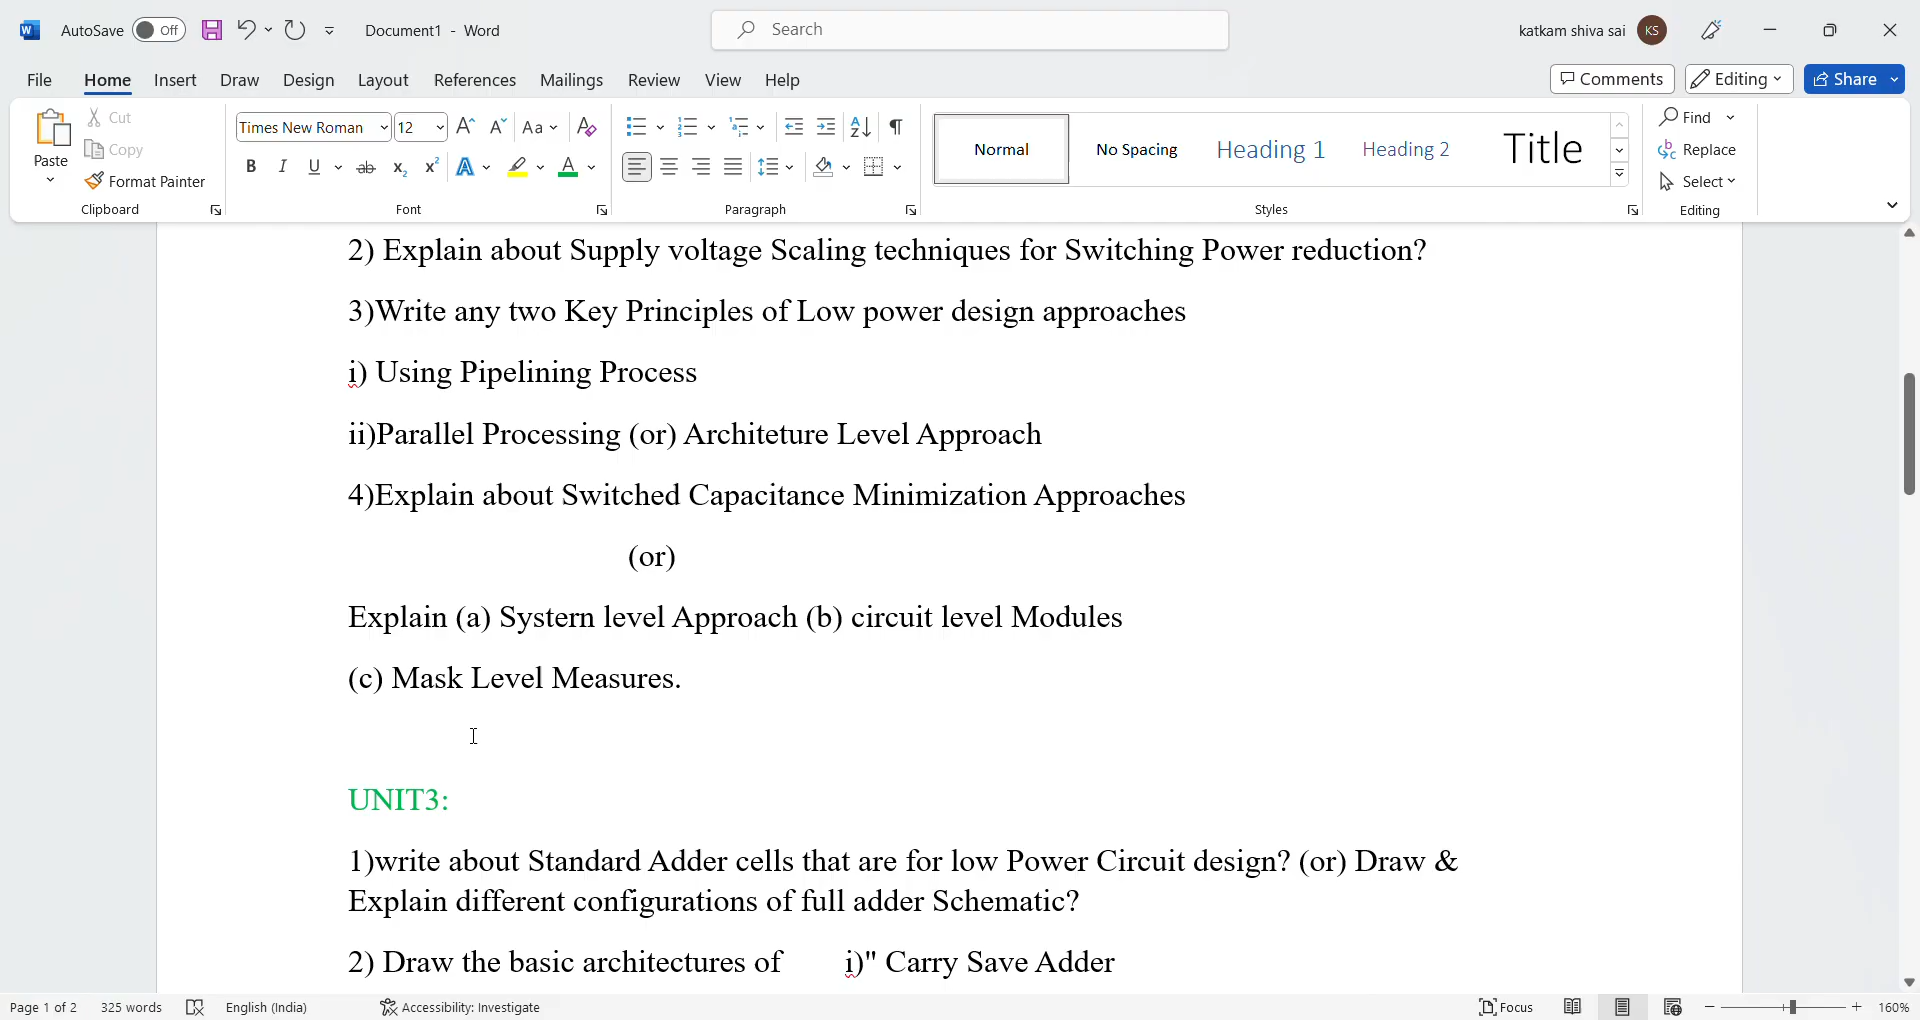 AutoSave Off Document1 - Word Search katkam shiva sai KS
File Home Insert Draw Design Layout References Mailings Review View Help Comments Editing Share
Paste Cut Copy Format Painter Clipboard
Times New Roman 12 Aa
B I U ab x₂ x² A A Font
Paragraph
Normal No Spacing Heading 1 Heading 2 Title Styles
Find Replace Select Editing
2) Explain about Supply voltage Scaling techniques for Switching Power reduction?
3)Write any two Key Principles of Low power design approaches
i) Using Pipelining Process
ii)Parallel Processing (or) Architeture Level Approach
4)Explain about Switched Capacitance Minimization Approaches
(or)
Explain (a) Systern level Approach (b) circuit level Modules
(c) Mask Level Measures.
UNIT3:
1)write about Standard Adder cells that are for low Power Circuit design? (or) Draw &
Explain different configurations of full adder Schematic?
2) Draw the basic architectures of i)" Carry Save Adder
Page 1 of 2 325 words English (India) Accessibility: Investigate Focus 160%